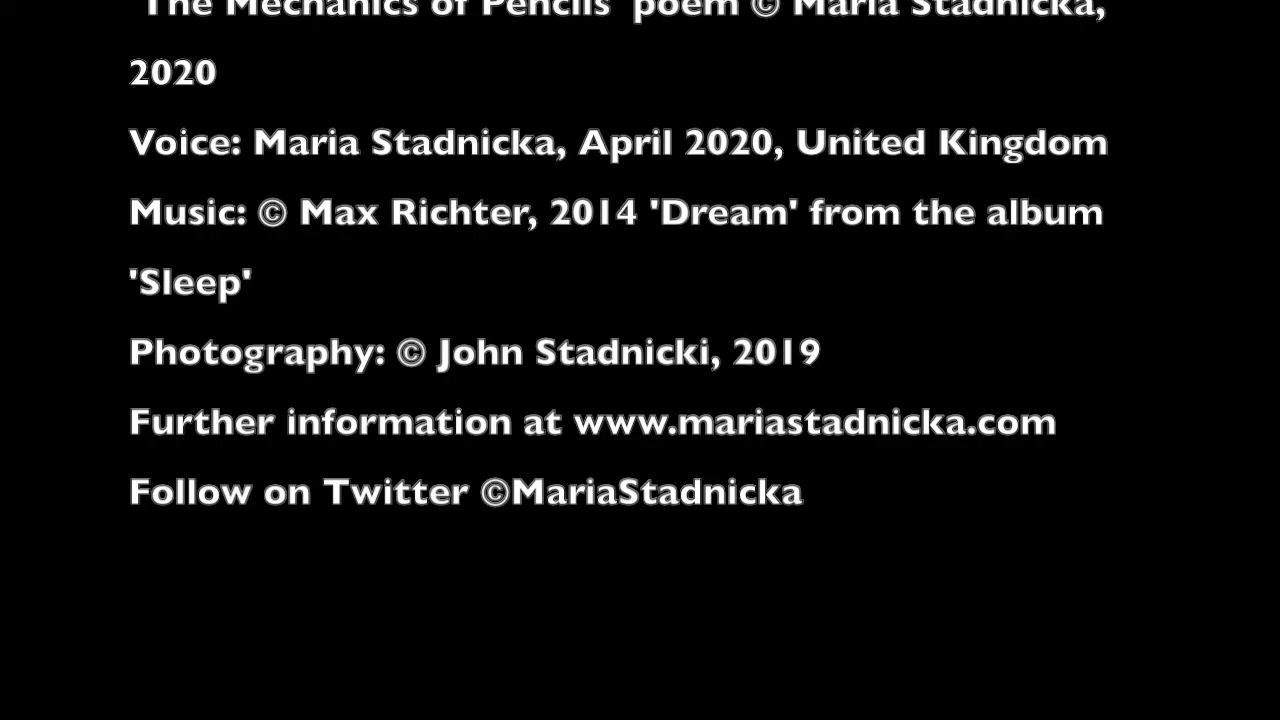 'The Mechanics of Pencils' poem © Maria Stadnicka,
2020
Voice: Maria Stadnicka, April 2020, United Kingdom
Music: © Max Richter, 2014 'Dream' from the album
'Sleep'
Photography: © John Stadnicki, 2019
Further information at www.mariastadnicka.com
Follow on Twitter ©MariaStadnicka